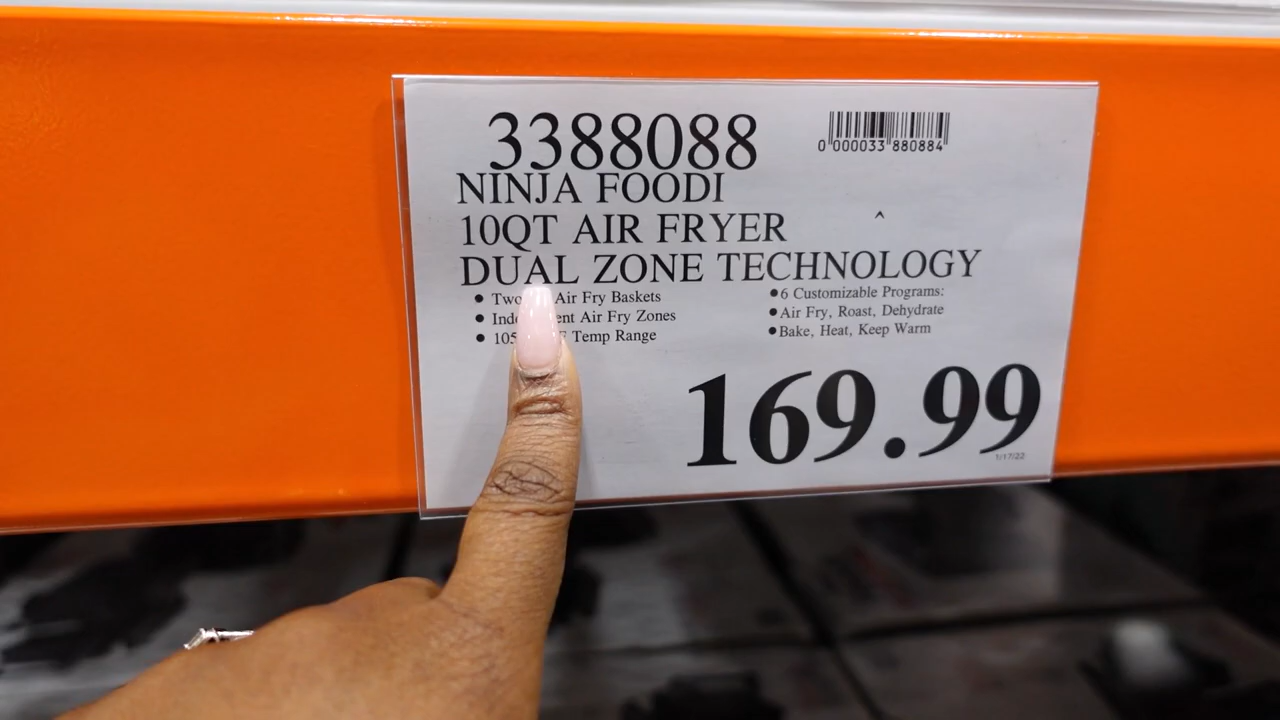 3388088
0 000033 880884
NINJA FOODI
10QT AIR FRYER
^
DUAL ZONE TECHNOLOGY
• Air Fry Baskets
• Air Fry Zones
• Temp Range
• 6 Customizable Programs:
• Air Fry, Roast, Dehydrate
• Bake, Heat, Keep Warm
169.99
1/17/22